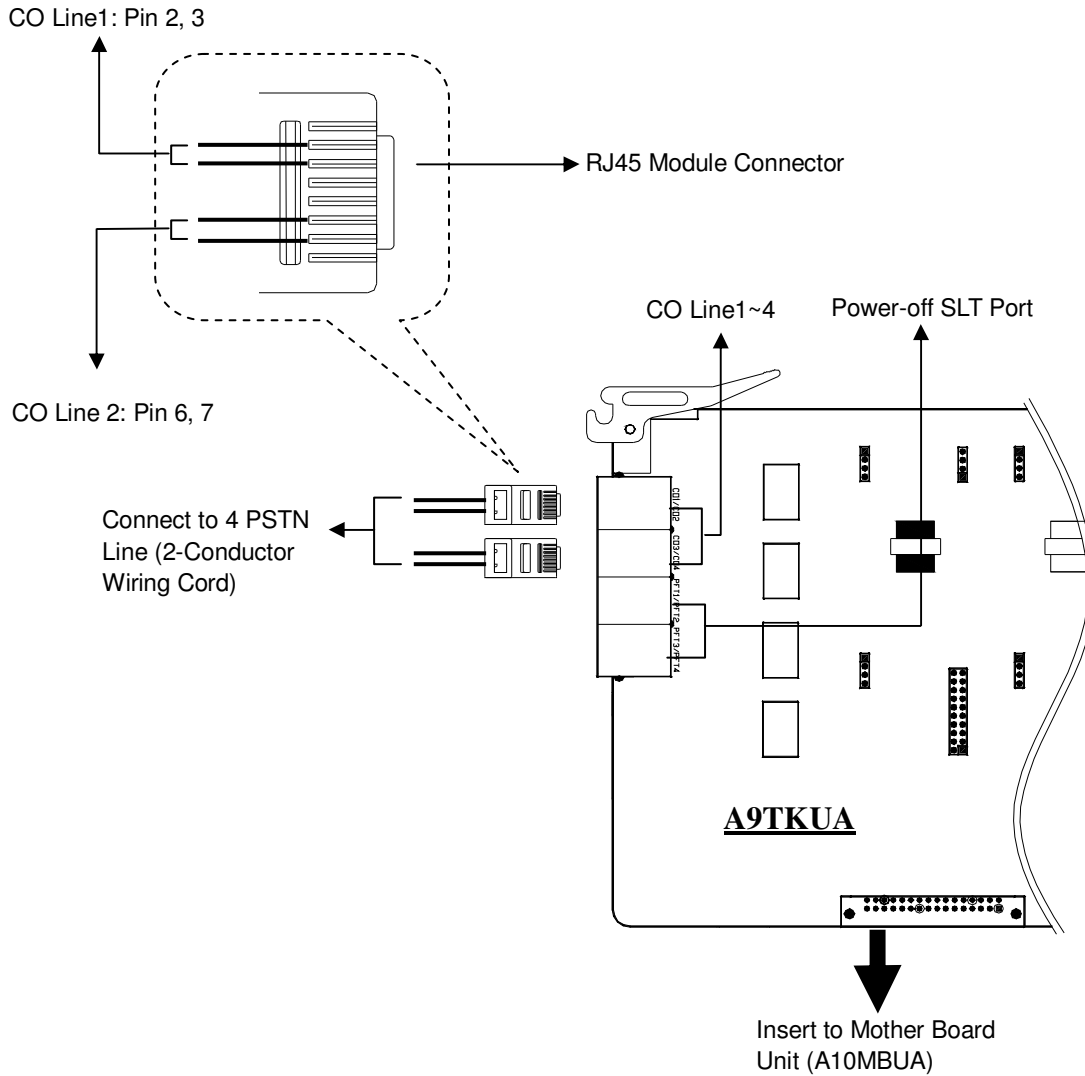 CO Line1: Pin 2, 3
RJ45 Module Connector
CO Line1~4
Power-off SLT Port
CO Line 2: Pin 6, 7
Connect to 4 PSTN
Line (2-Conductor
Wiring Cord)
CO1/CO2
CO3/CO4
PFT1/PFT2
PFT3/PFT4
A9TKUA
Insert to Mother Board
Unit (A10MBUA)